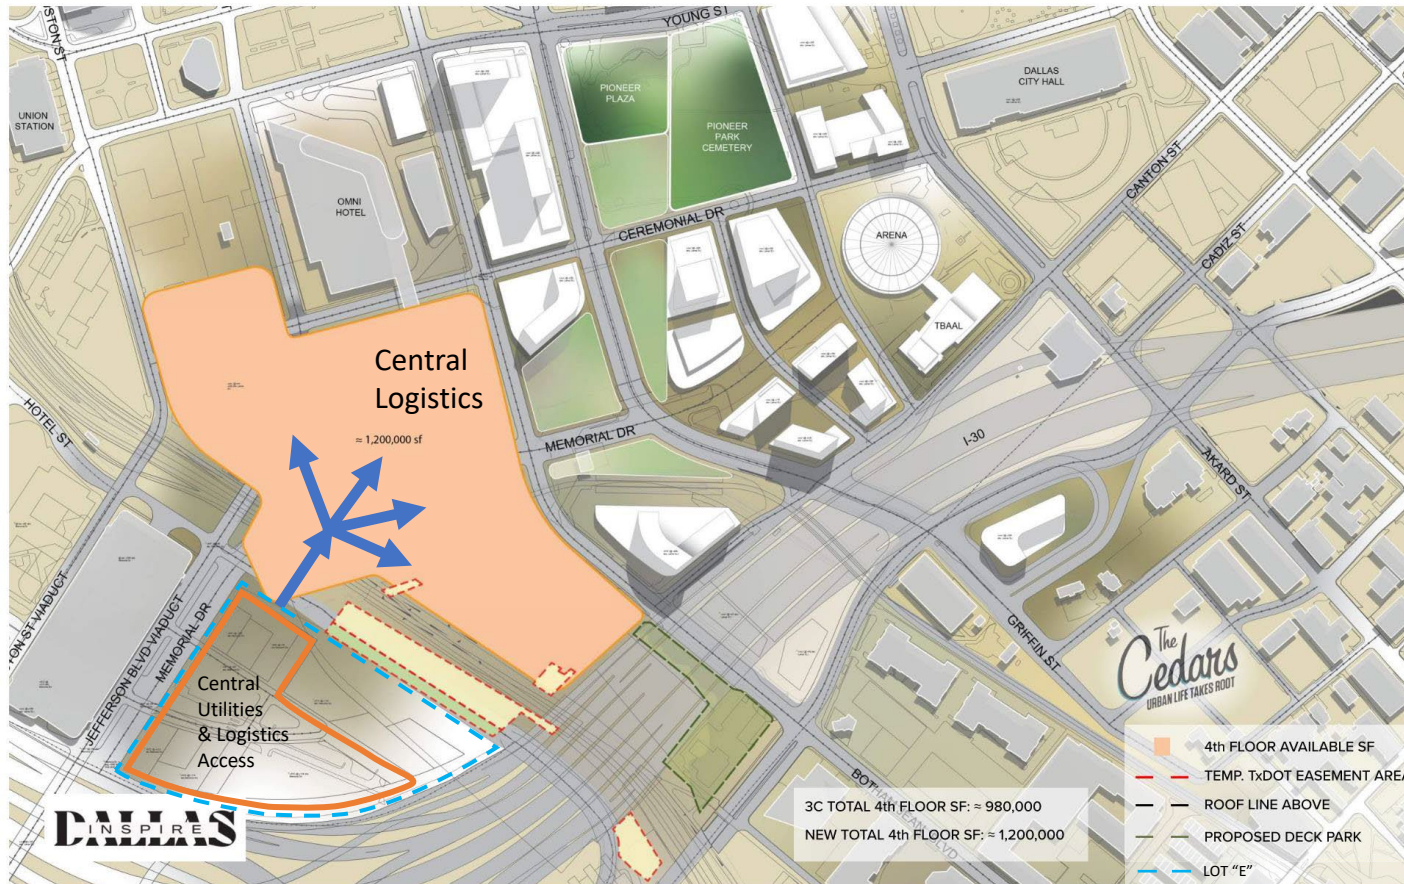 YOUNG ST
UNION
STATION
PIONEER
PLAZA
PIONEER
PARK
CEMETERY
DALLAS
CITY HALL
OMNI
HOTEL
CEREMONIAL DR
ARENA
TBAAL
CANTON ST
CADIZ ST
Central
Logistics
≈ 1,200,000 sf
HOTEL ST
MEMORIAL DR
I-30
AKARD ST
GRIFFIN ST
JEFFERSON BLVD VIADUCT
MEMORIAL DR
Central
Utilities
& Logistics
Access
The
Cedars
URBAN LIFE TAKES ROOT
DALLAS
INSPIRE
3C TOTAL 4th FLOOR SF: ≈ 980,000
NEW TOTAL 4th FLOOR SF: ≈ 1,200,000
4th FLOOR AVAILABLE SF
TEMP. TxDOT EASEMENT AREA
ROOF LINE ABOVE
PROPOSED DECK PARK
LOT “E”